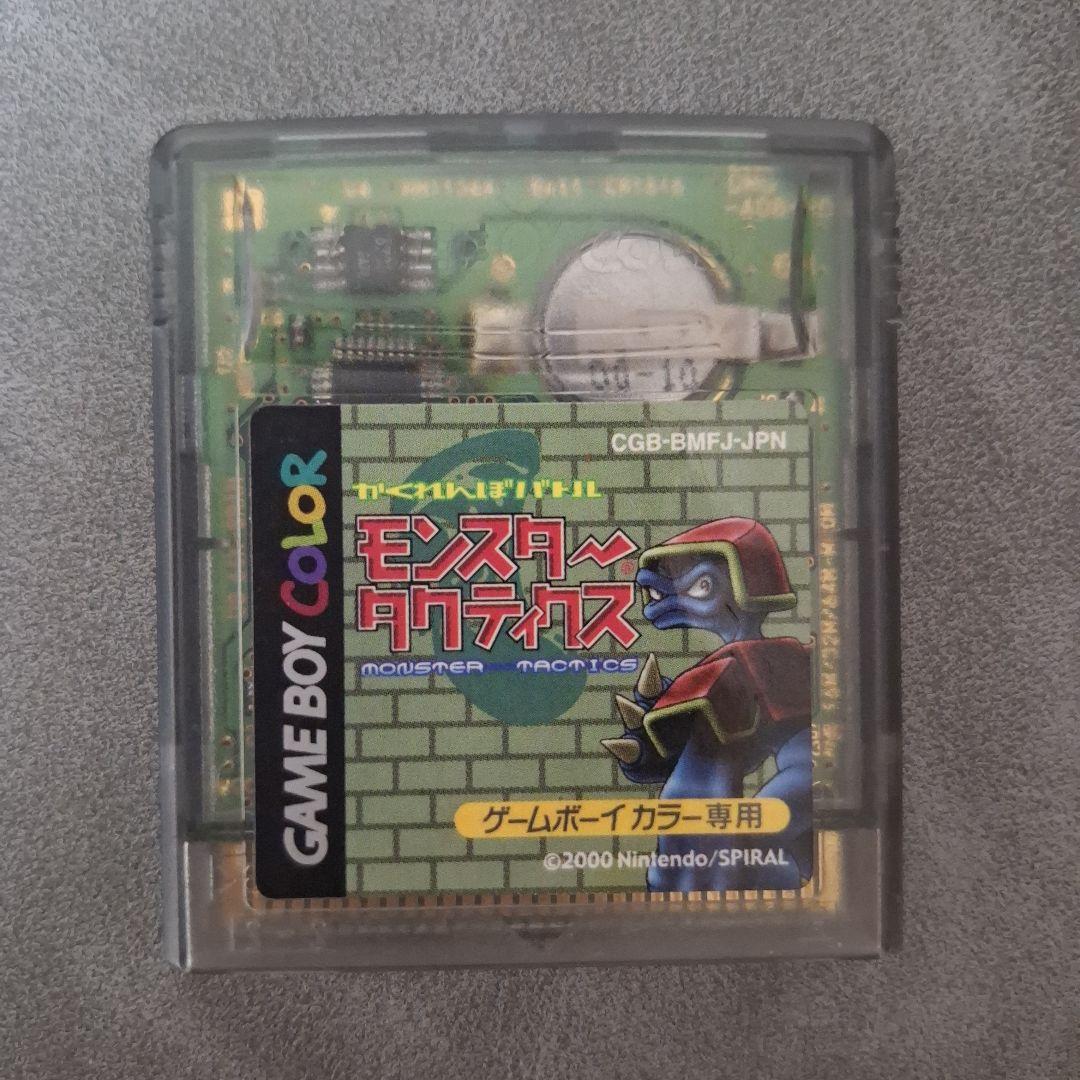 00-10
CGB-BMFJ-JPN
かくれんぼバトル
モンスター
タクティクス
MONSTER TACTICS
GAME BOY COLOR
ゲームボーイカラー専用
©2000 Nintendo/SPIRAL